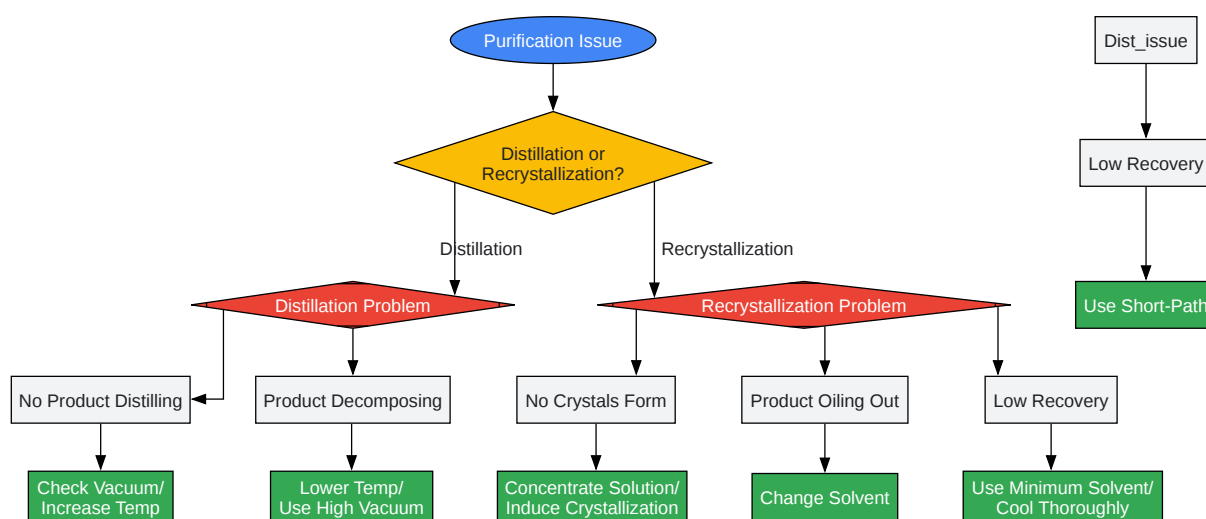 Purification Issue
Dist_issue
Distillation or
Recrystallization?
Low Recovery
Distillation
Recrystallization
Distillation Problem
Recrystallization Problem
Use Short-Path
No Product Distilling
Product Decomposing
No Crystals Form
Product Oiling Out
Low Recovery
Check Vacuum/
Increase Temp
Lower Temp/
Use High Vacuum
Concentrate Solution/
Induce Crystallization
Change Solvent
Use Minimum Solvent/
Cool Thoroughly